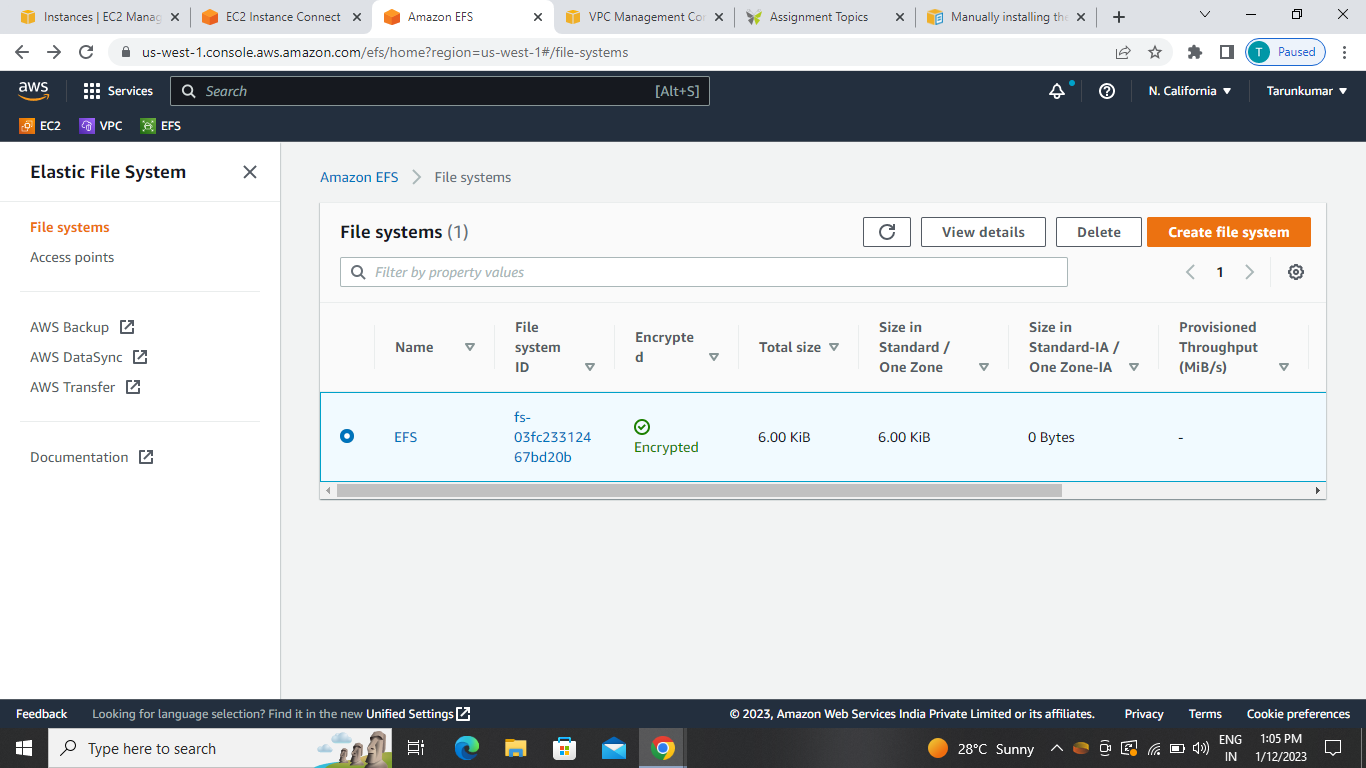 Instances | EC2 Manag
EC2 Instance Connect
Amazon EFS
VPC Management Con
Assignment Topics
Manually installing the
us-west-1.console.aws.amazon.com/efs/home?region=us-west-1#/file-systems
T Paused
aws
Services
Search
[Alt+S]
N. California
Tarunkumar
EC2
VPC
EFS
Elastic File System
File systems
Access points
AWS Backup
AWS DataSync
AWS Transfer
Documentation
Amazon EFS
File systems
File systems (1)
View details
Delete
Create file system
Filter by property values
1
Name
File
system
ID
Encrypte
d
Total size
Size in
Standard /
One Zone
Size in
Standard-IA /
One Zone-IA
Provisioned
Throughput
(MiB/s)
EFS
fs-
03fc233124
67bd20b
Encrypted
6.00 KiB
6.00 KiB
0 Bytes
-
Feedback
Looking for language selection? Find it in the new Unified Settings
© 2023, Amazon Web Services India Private Limited or its affiliates.
Privacy
Terms
Cookie preferences
Type here to search
28°C Sunny
ENG
IN
1:05 PM
1/12/2023